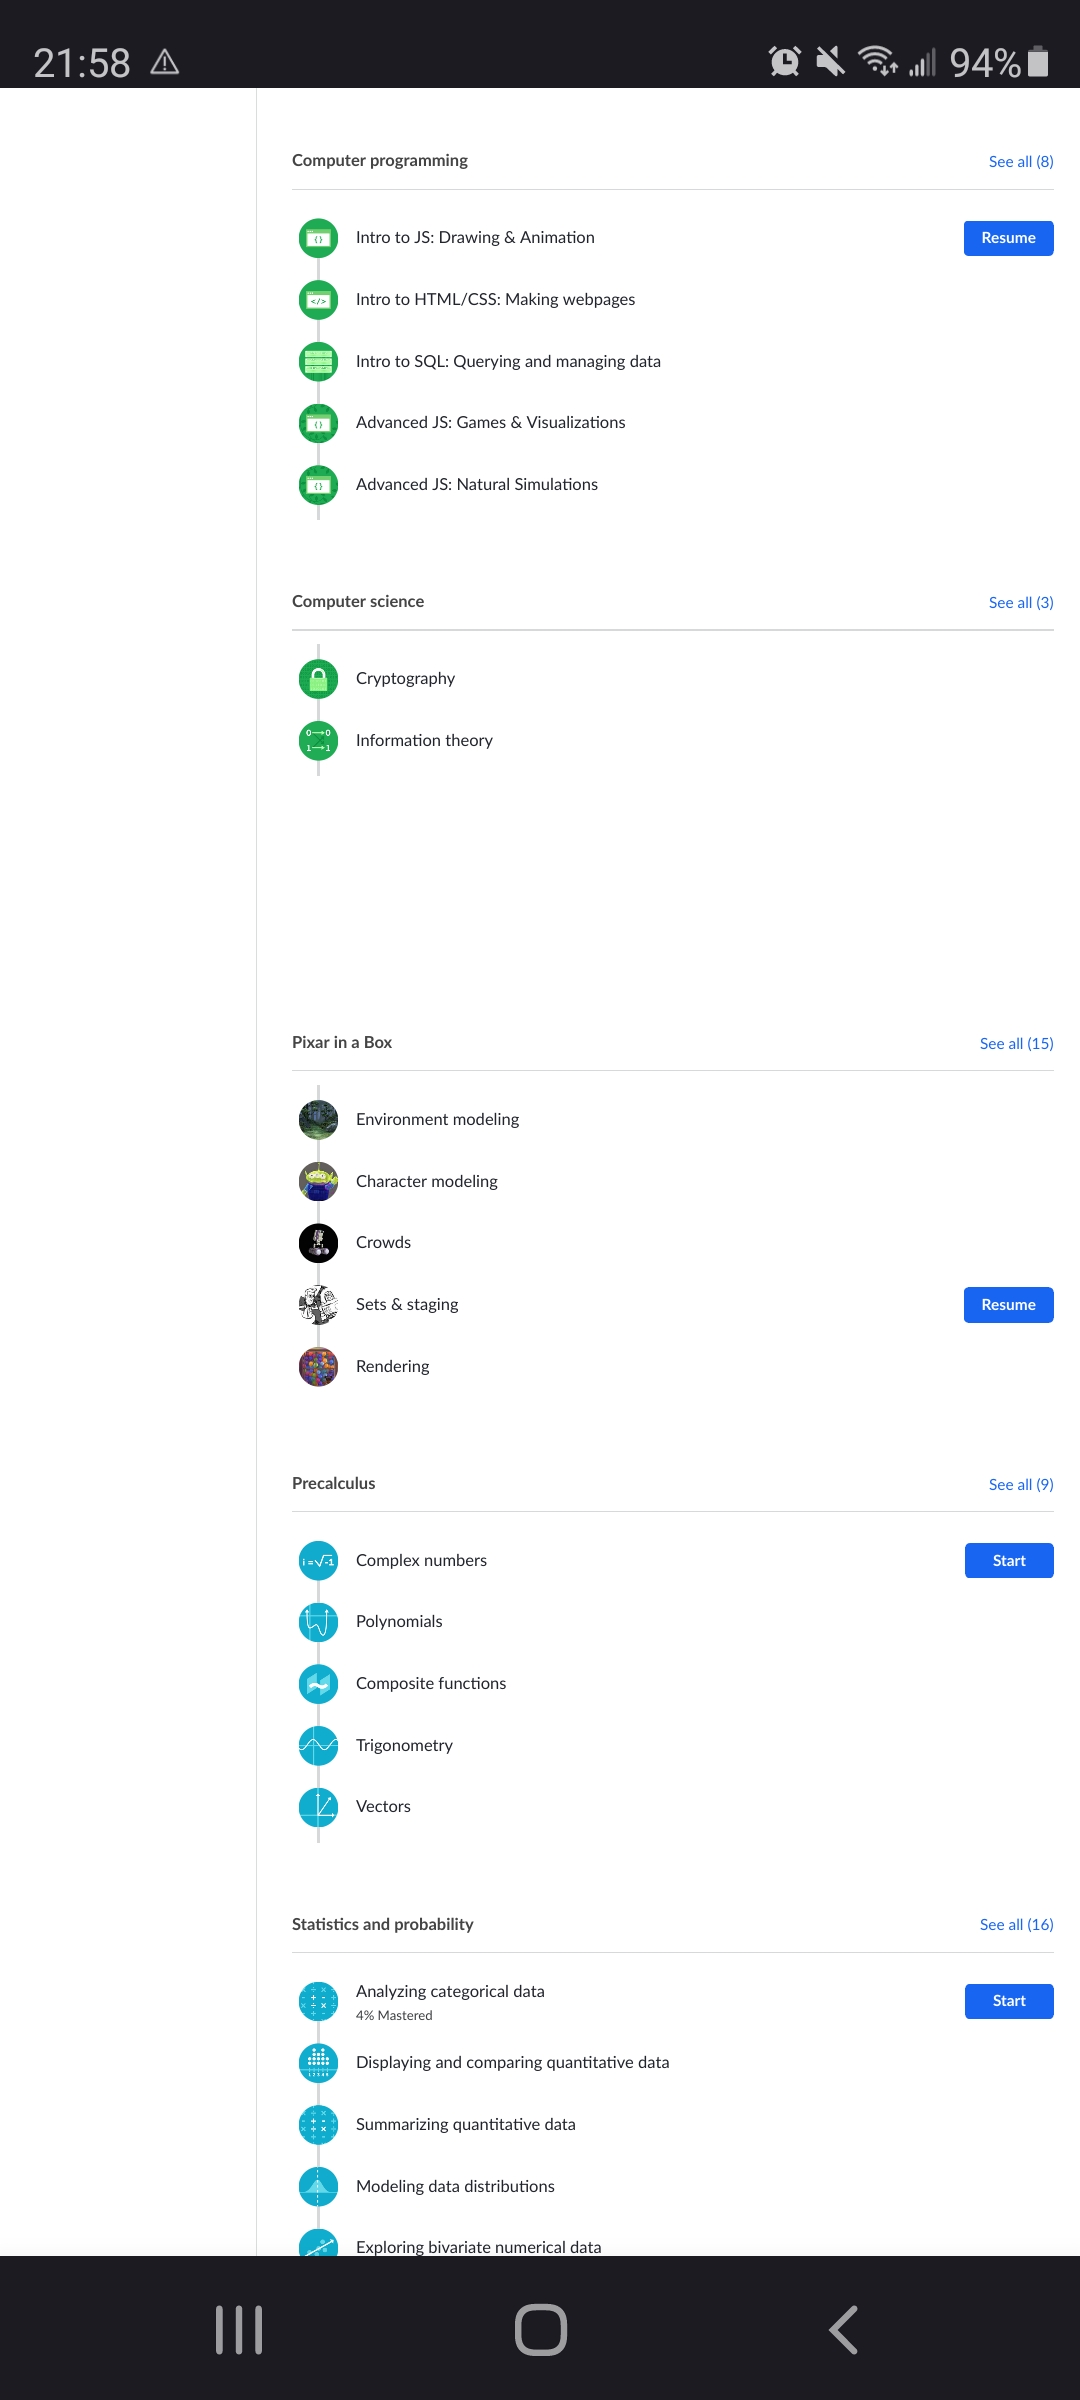 21:58
94%
Computer programming
See all (8)
Intro to JS: Drawing & Animation
Resume
Intro to HTML/CSS: Making webpages
Intro to SQL: Querying and managing data
Advanced JS: Games & Visualizations
Advanced JS: Natural Simulations
Computer science
See all (3)
Cryptography
Information theory
Pixar in a Box
See all (15)
Environment modeling
Character modeling
Crowds
Sets & staging
Resume
Rendering
Precalculus
See all (9)
i=√-1
Complex numbers
Start
Polynomials
Composite functions
Trigonometry
Vectors
Statistics and probability
See all (16)
Analyzing categorical data
4% Mastered
Start
Displaying and comparing quantitative data
Summarizing quantitative data
Modeling data distributions
Exploring bivariate numerical data